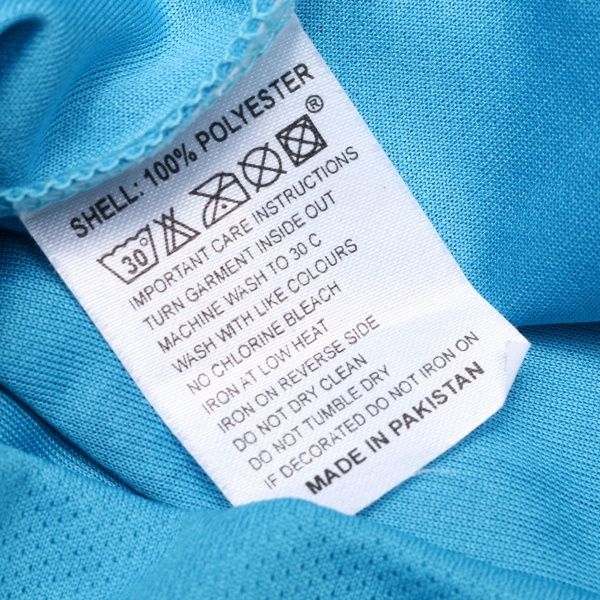 SHELL: 100% POLYESTER
30° ®
IMPORTANT CARE INSTRUCTIONS
TURN GARMENT INSIDE OUT
MACHINE WASH TO 30 C
WASH WITH LIKE COLOURS
NO CHLORINE BLEACH
IRON AT LOW HEAT
IRON ON REVERSE SIDE
DO NOT DRY CLEAN
DO NOT TUMBLE DRY
IF DECORATED DO NOT IRON ON
MADE IN PAKISTAN